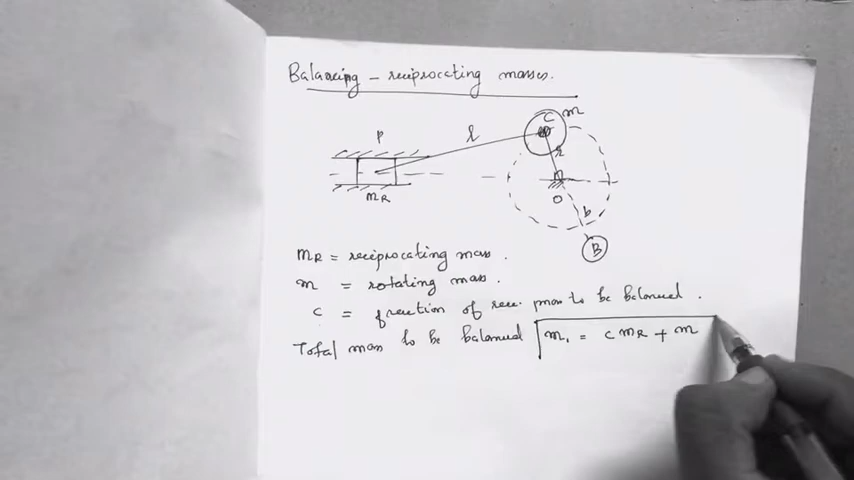 Balancing - reciprocating masses.
C m
P l
r
mR
O
b
B
mR = reciprocating mass.
m = rotating mass.
c = fraction of rec. mass to be balanced.
Total mass to be balanced m₁ = c mR + m